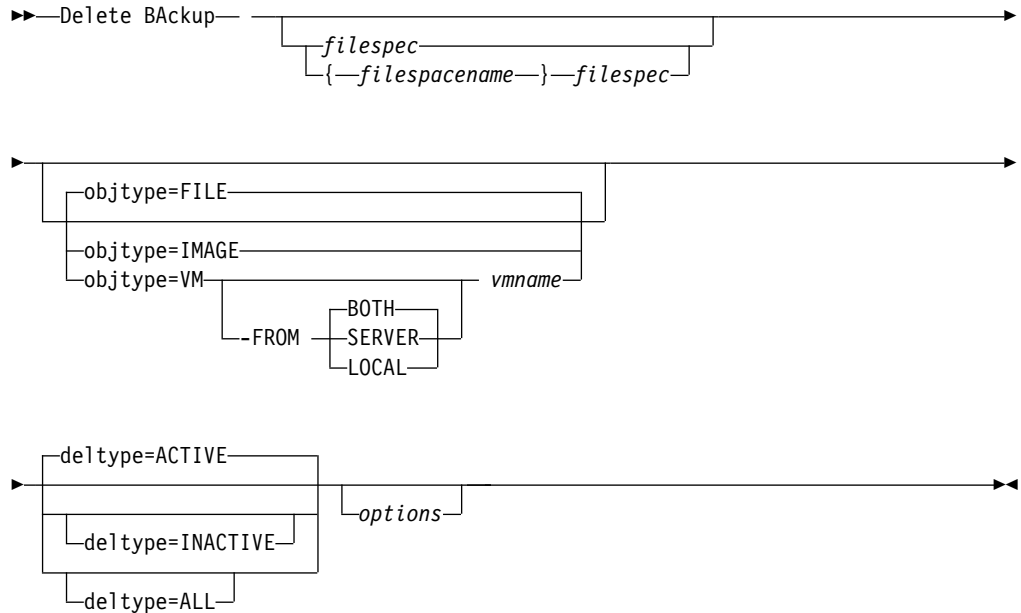 Delete BAckup
filespec
{ filespacename } filespec
objtype=FILE
objtype=IMAGE
objtype=VM vmname
-FROM BOTH
SERVER
LOCAL
deltype=ACTIVE
options
deltype=INACTIVE
deltype=ALL